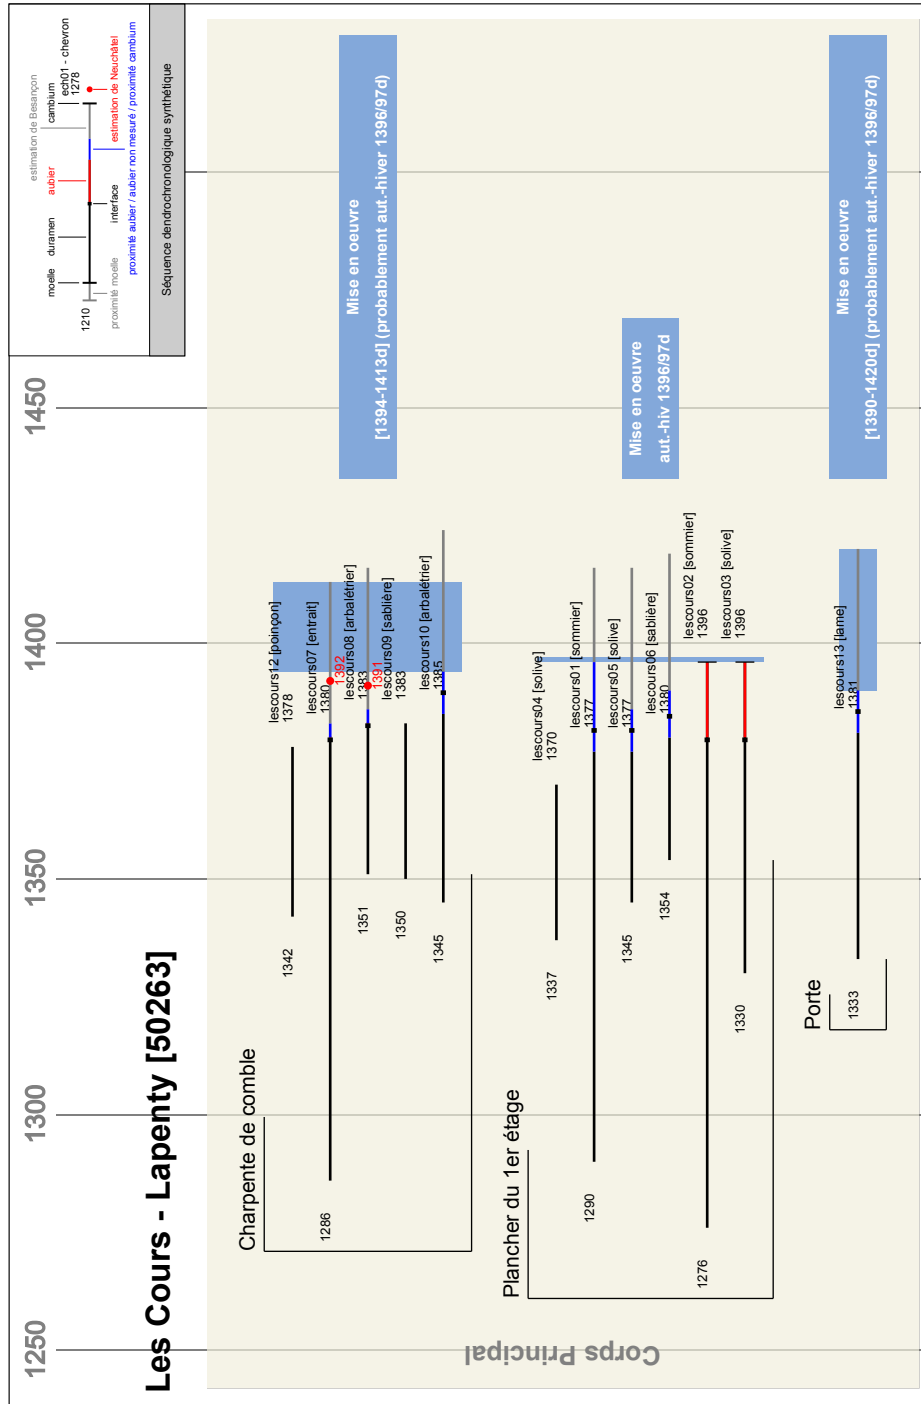 Les Cours - Lapenty [50263]
1250
1300
1350
1400
1450
Corps Principal
Charpente de comble
lescours12 [poinçon]
1342
1378
lescours07 [entrait]
1286
1380
1392
lescours08 [arbalétrier]
1351
1383
1391
lescours09 [sablière]
1350
1383
lescours10 [arbalétrier]
1345
1385
Mise en oeuvre
[1394-1413d] (probablement aut.-hiver 1396/97d)
Plancher du 1er étage
lescours04 [solive]
1337
1370
lescours01 [sommier]
1290
1377
lescours05 [solive]
1345
1377
lescours06 [sablière]
1354
1380
lescours02 [sommier]
1276
1396
lescours03 [solive]
1330
1396
Mise en oeuvre
aut.-hiv 1396/97d
Porte
lescours13 [lame]
1333
1381
Mise en oeuvre
[1390-1420d] (probablement aut.-hiver 1396/97d)
estimation de Besançon
moelle duramen aubier cambium
ech01 - chevron
1210
1278
proximité moelle
interface
estimation de Neuchâtel
proximité aubier / aubier non mesuré / proximité cambium
Séquence dendrochronologique synthétique